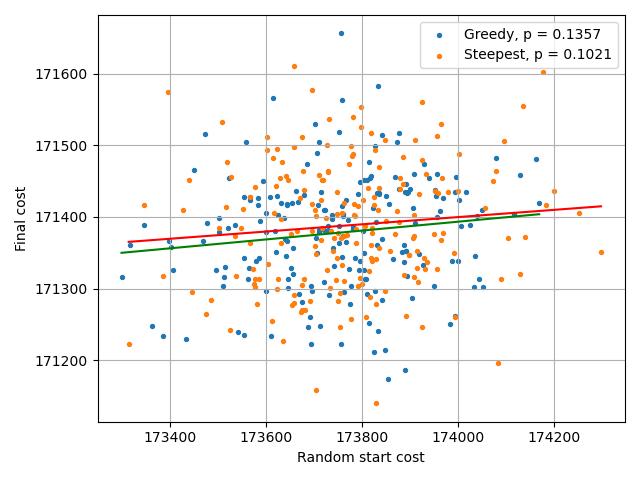 Greedy, p = 0.1357
Steepest, p = 0.1021
Final cost
171600
171500
171400
171300
171200
173400 173600 173800 174000 174200
Random start cost